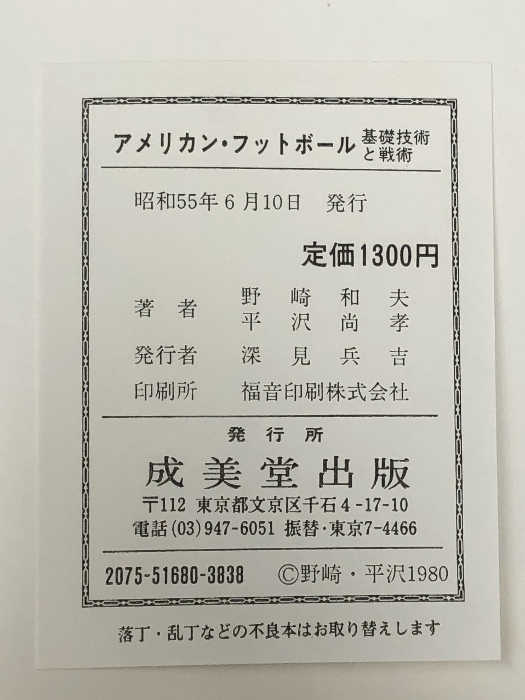 アメリカン・フットボール 基礎技術
と戦術
昭和55年6月10日 発行
定価1300円
著者 野崎和夫
平沢尚孝
発行者 深見兵吉
印刷所 福音印刷株式会社
発行所
成美堂出版
〒112 東京都文京区千石4-17-10
電話(03)947-6051 振替・東京7-4466
2075-51680-3838 ©野崎・平沢1980
落丁・乱丁などの不良本はお取り替えします